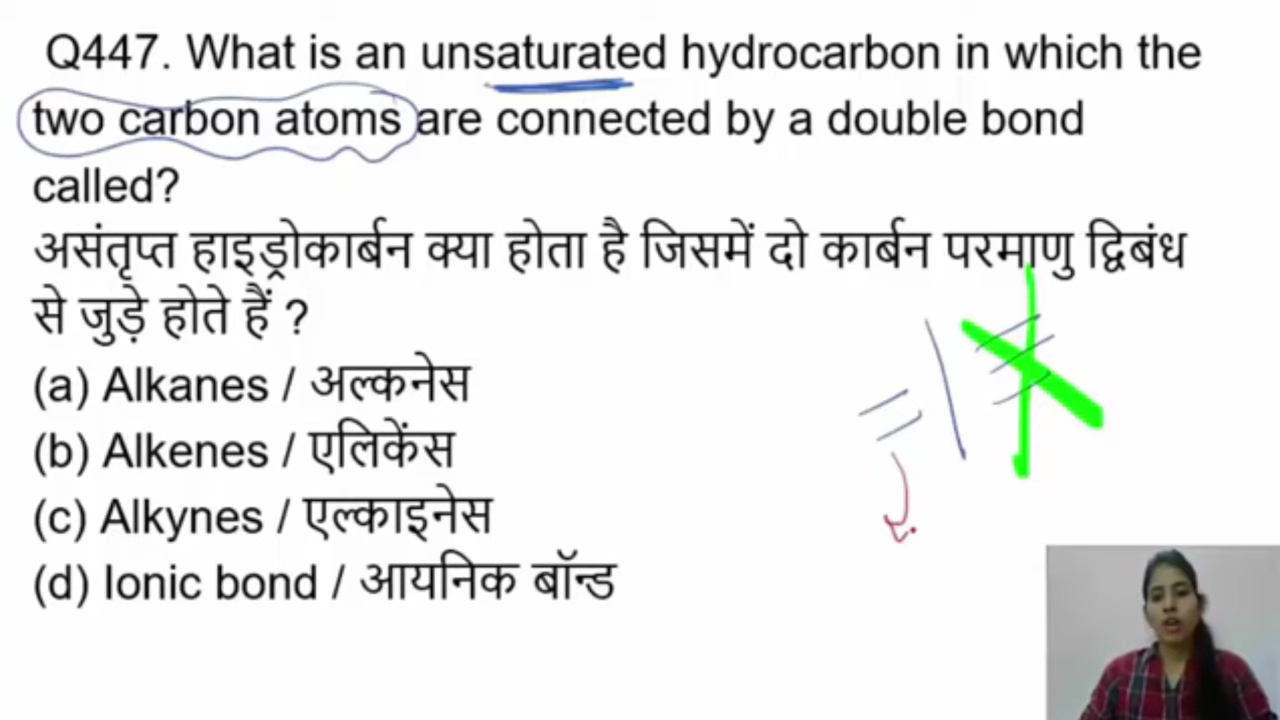 Q447. What is an unsaturated hydrocarbon in which the
two carbon atoms are connected by a double bond
called?
असंतृप्त हाइड्रोकार्बन क्या होता है जिसमें दो कार्बन परमाणु द्विबंध
से जुड़े होते हैं ?
(a) Alkanes / अल्कनेस
(b) Alkenes / एलिकेंस
(c) Alkynes / एल्काइनेस
(d) Ionic bond / आयनिक बॉन्ड